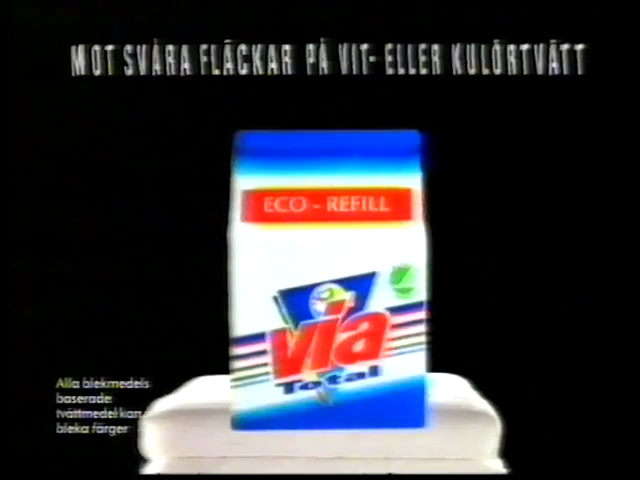 MOT SVÅRA FLÄCKAR PÅ VIT- ELLER KULÖRTVÄTT
ECO - REFILL
via
Total
Alla blekmedels
baserade
tvättmedel kan
bleka färger